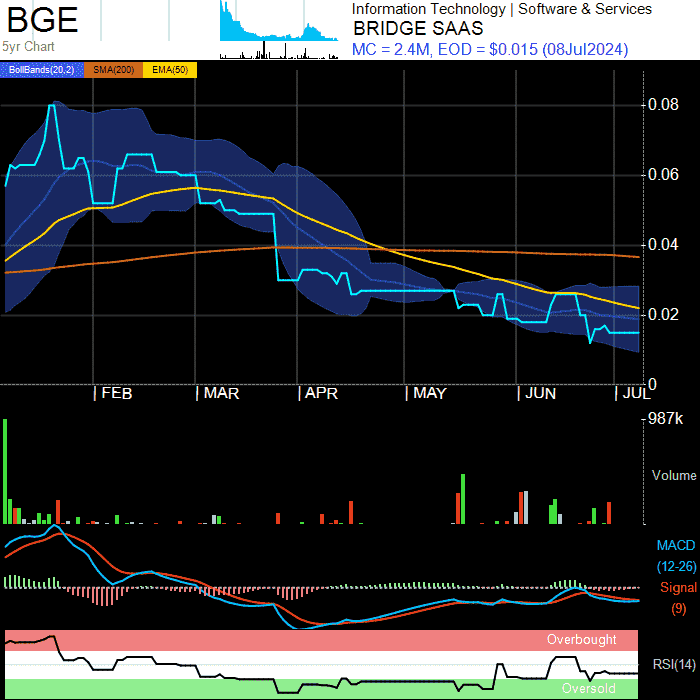 BGE
5yr Chart
Information Technology | Software & Services
BRIDGE SAAS
MC = 2.4M, EOD = $0.015 (08Jul2024)
BollBands(20,2) SMA(200) EMA(50)
0.08
0.06
0.04
0.02
0
FEB MAR APR MAY JUN JUL
987k
Volume
MACD
(12-26)
Signal
(9)
Overbought
RSI(14)
Oversold